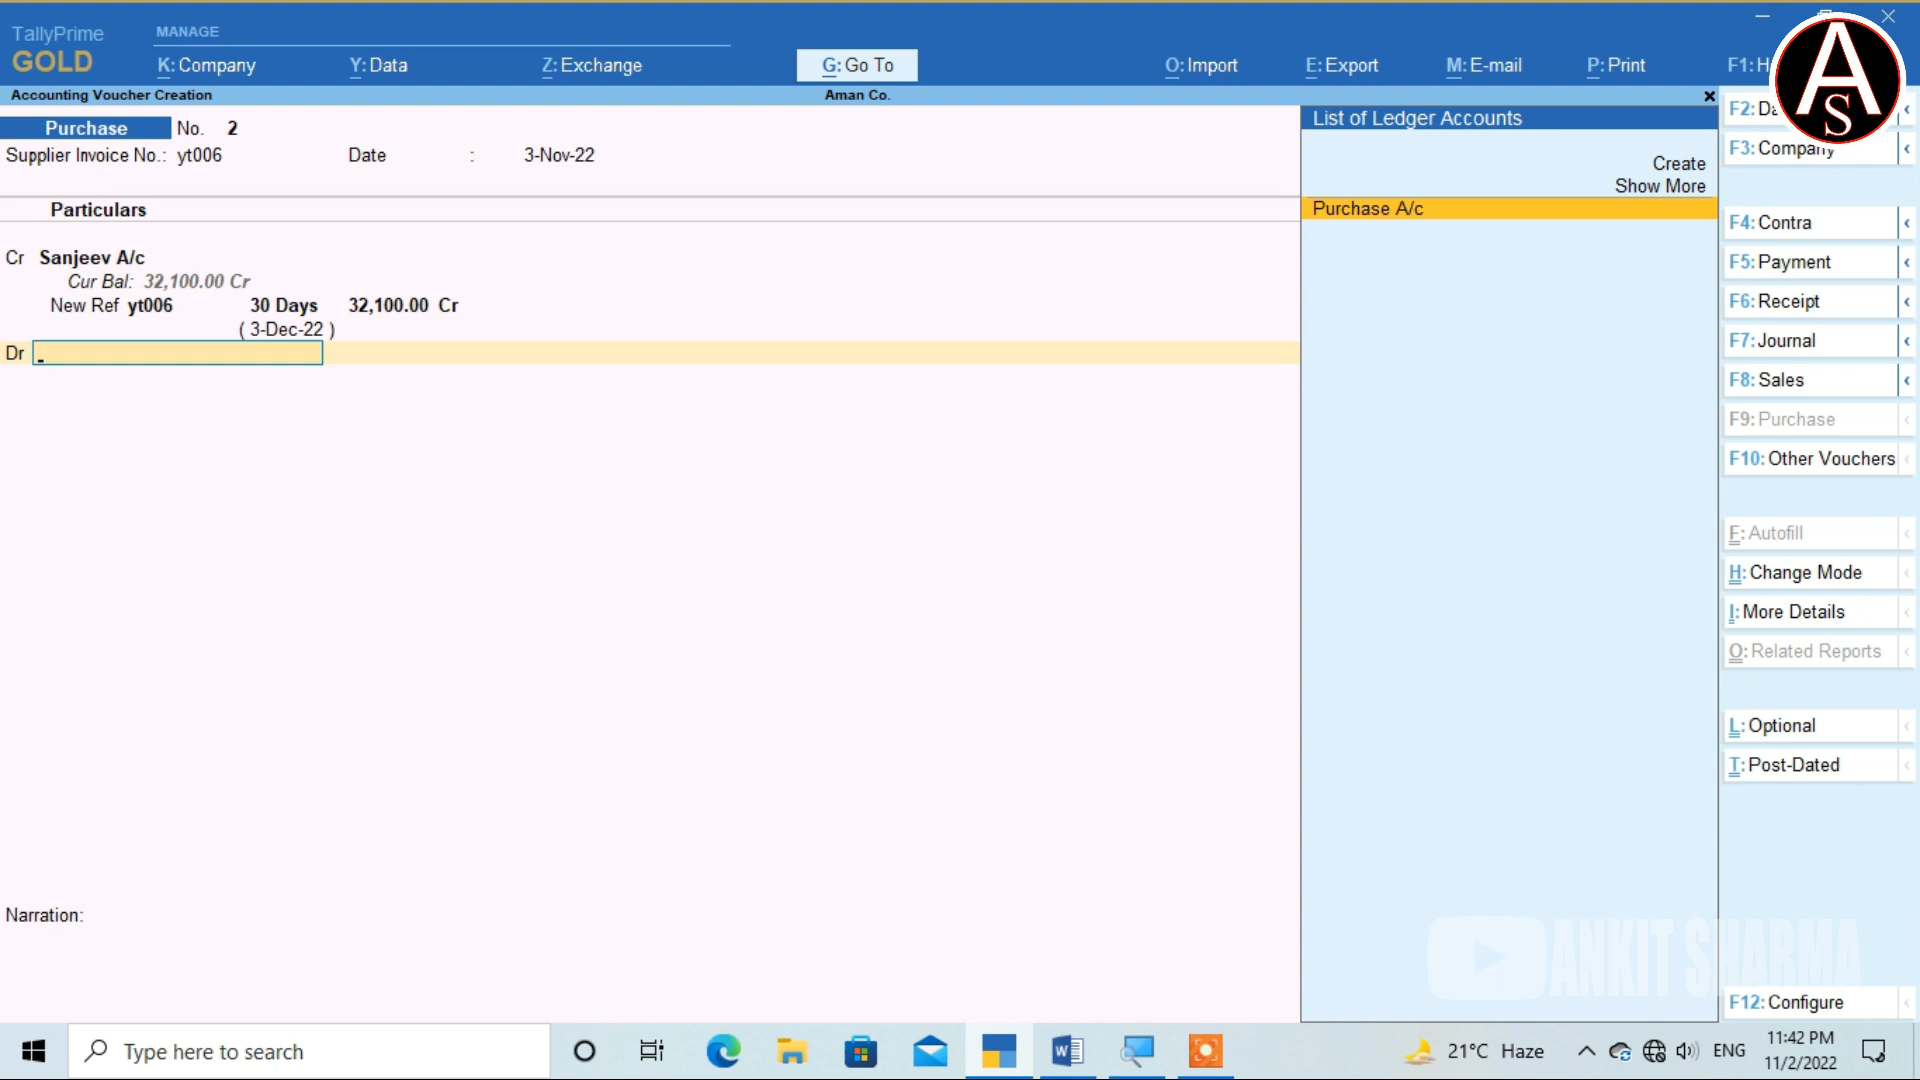 TallyPrime
GOLD
MANAGE
K: Company
Y: Data
Z: Exchange
G: Go To
O: Import
E: Export
M: E-mail
P: Print
F1: H
Accounting Voucher Creation
Aman Co.
Purchase No. 2
Supplier Invoice No.: yt006 Date : 3-Nov-22
Particulars
Cr Sanjeev A/c
Cur Bal: 32,100.00 Cr
New Ref yt006 30 Days 32,100.00 Cr
( 3-Dec-22 )
Dr
Narration:
List of Ledger Accounts
Create
Show More
Purchase A/c
AS
F2: Da
F3: Company
F4: Contra
F5: Payment
F6: Receipt
F7: Journal
F8: Sales
F9: Purchase
F10: Other Vouchers
F: Autofill
H: Change Mode
I: More Details
O: Related Reports
L: Optional
T: Post-Dated
ANKIT SHARMA
F12: Configure
Type here to search
21°C Haze
ENG
11:42 PM
11/2/2022